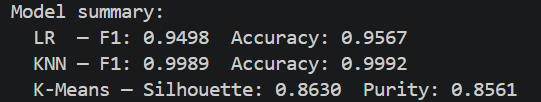 Model summary:
LR — F1: 0.9498 Accuracy: 0.9567
KNN — F1: 0.9989 Accuracy: 0.9992
K-Means — Silhouette: 0.8630 Purity: 0.8561